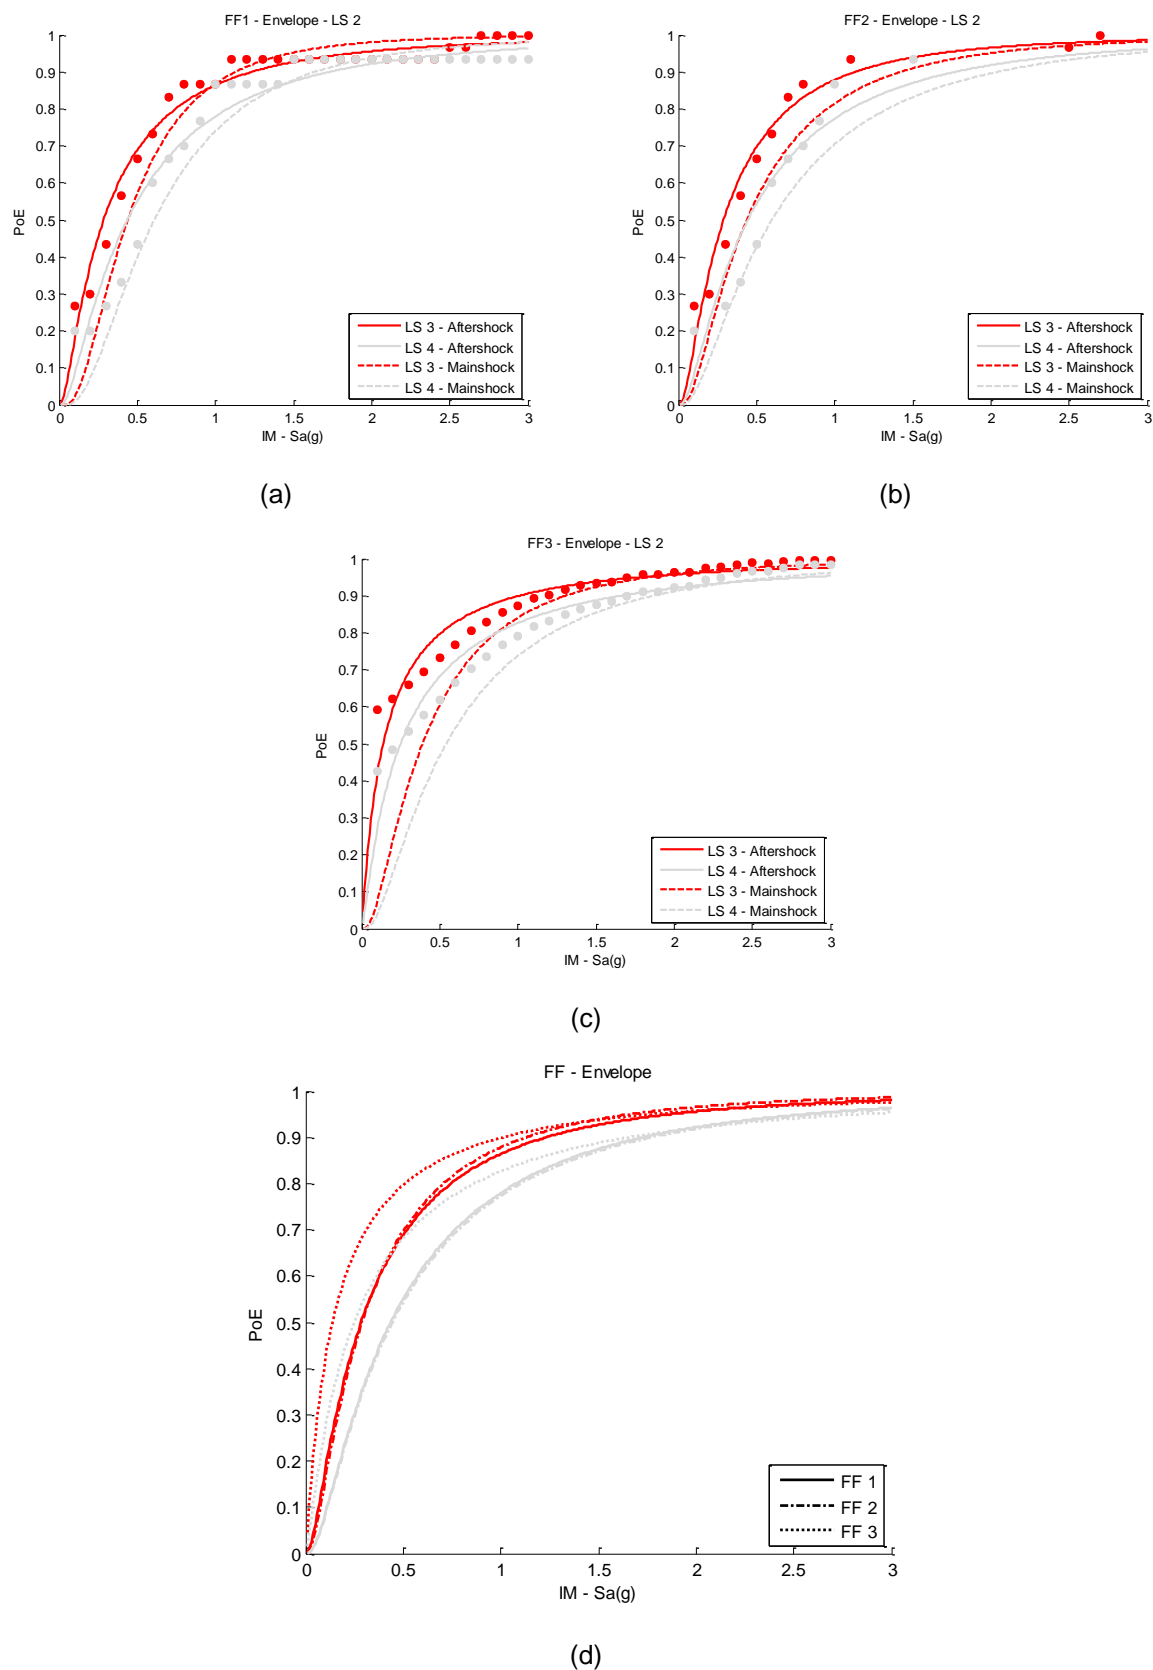 FF1 - Envelope - LS 2
1
0.9
0.8
0.7
0.6
0.5
0.4
0.3
0.2
0.1
0
PoE
0 0.5 1 1.5 2 2.5 3
IM - Sa(g)
LS 3 - Aftershock
LS 4 - Aftershock
LS 3 - Mainshock
LS 4 - Mainshock
(a)
FF2 - Envelope - LS 2
1
0.9
0.8
0.7
0.6
0.5
0.4
0.3
0.2
0.1
0
PoE
0 0.5 1 1.5 2 2.5 3
IM - Sa(g)
LS 3 - Aftershock
LS 4 - Aftershock
LS 3 - Mainshock
LS 4 - Mainshock
(b)
FF3 - Envelope - LS 2
1
0.9
0.8
0.7
0.6
0.5
0.4
0.3
0.2
0.1
0
PoE
0 0.5 1 1.5 2 2.5 3
IM - Sa(g)
LS 3 - Aftershock
LS 4 - Aftershock
LS 3 - Mainshock
LS 4 - Mainshock
(c)
FF - Envelope
1
0.9
0.8
0.7
0.6
0.5
0.4
0.3
0.2
0.1
0
PoE
0 0.5 1 1.5 2 2.5 3
IM - Sa(g)
FF 1
FF 2
FF 3
(d)